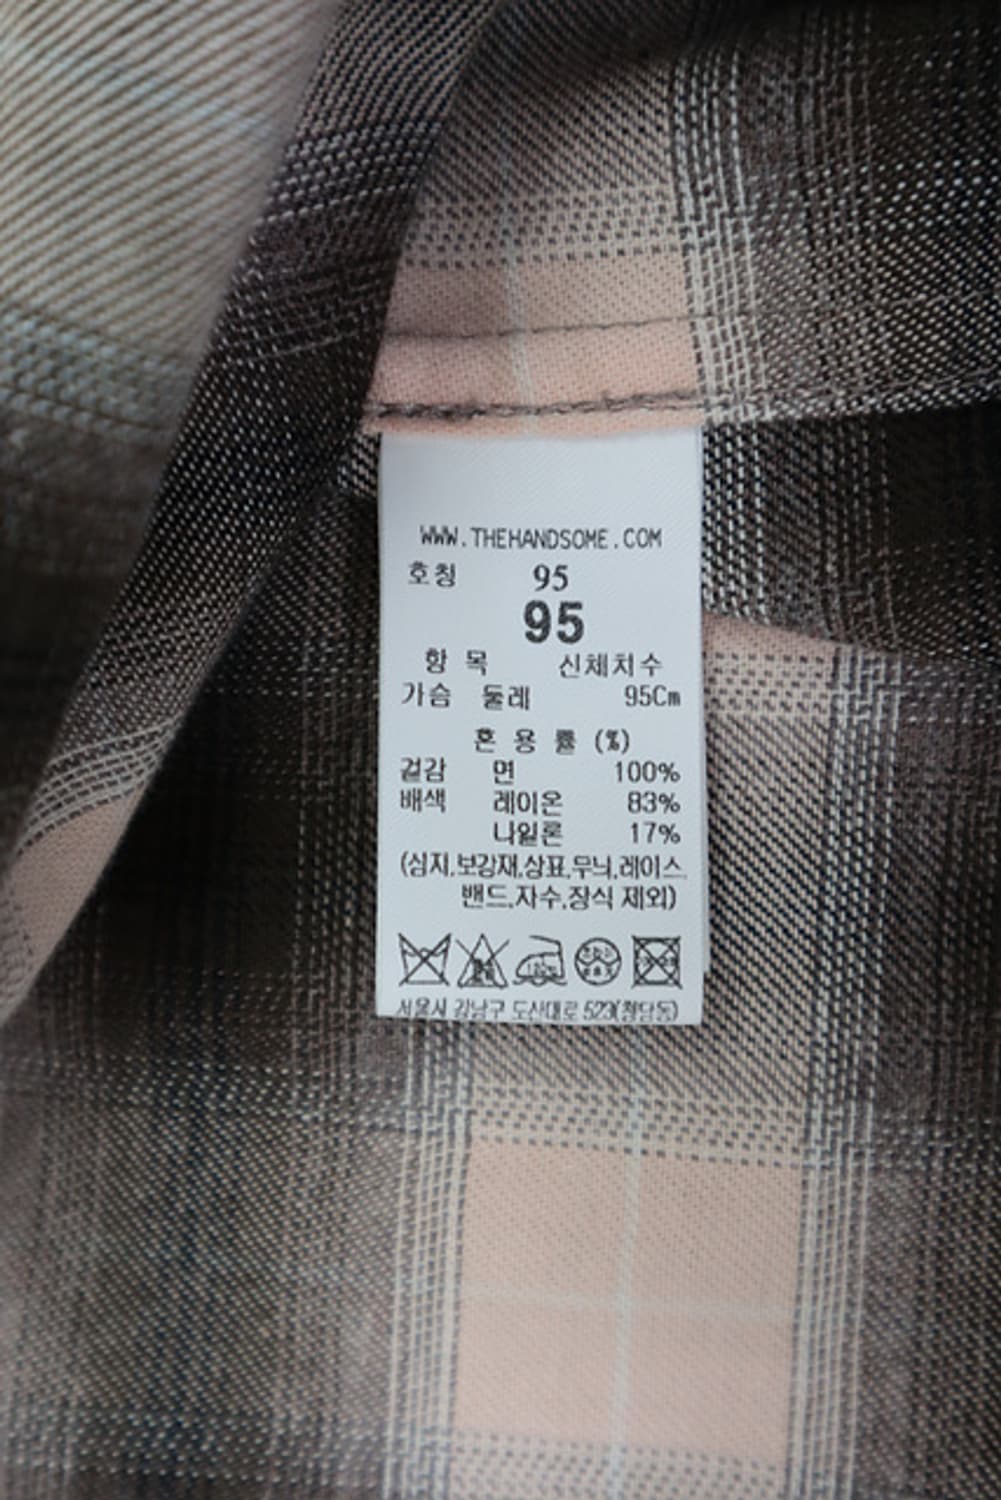 WWW.THEHANDSOME.COM
호칭 95
95
항 목 신체치수
가슴 둘레 95Cm
혼 용 률 (%)
겉감 면 100%
배색 레이온 83%
나일론 17%
(심지,보강재,상표,무늬,레이스
밴드,자수,장식 제외)
서울시 강남구 도산대로 523(청담동)